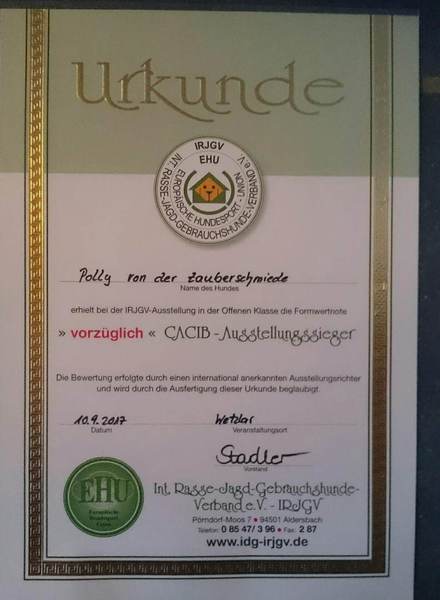 Urkunde
IRJGV
EHU
INT. RASSE-JAGD-GEBRAUCHSHUNDE-VERBAND e.V.
EUROPÄISCHE HUNDESPORT-UNION
Polly von der Zauberschmiede
Name des Hundes
erhielt bei der IRJGV-Ausstellung in der Offenen Klasse die Formwertnote
» vorzüglich « CACIB - Ausstellungssieger
Die Bewertung erfolgte durch einen international anerkannten Ausstellungsrichter
und wird durch die Ausfertigung dieser Urkunde beglaubigt.
10.9.2017 Wetzlar
Datum Veranstaltungsort
Stadler
Vorstand
EHU
Europäische
Hundesport
Union
Int. Rasse-Jagd-Gebrauchshunde-
Verband e.V. - IRJGV
Pörndorf-Moos 7 • 94501 Aldersbach
Telefon: 0 85 47/ 3 96 • Fax: 2 87
www.idg-irjgv.de